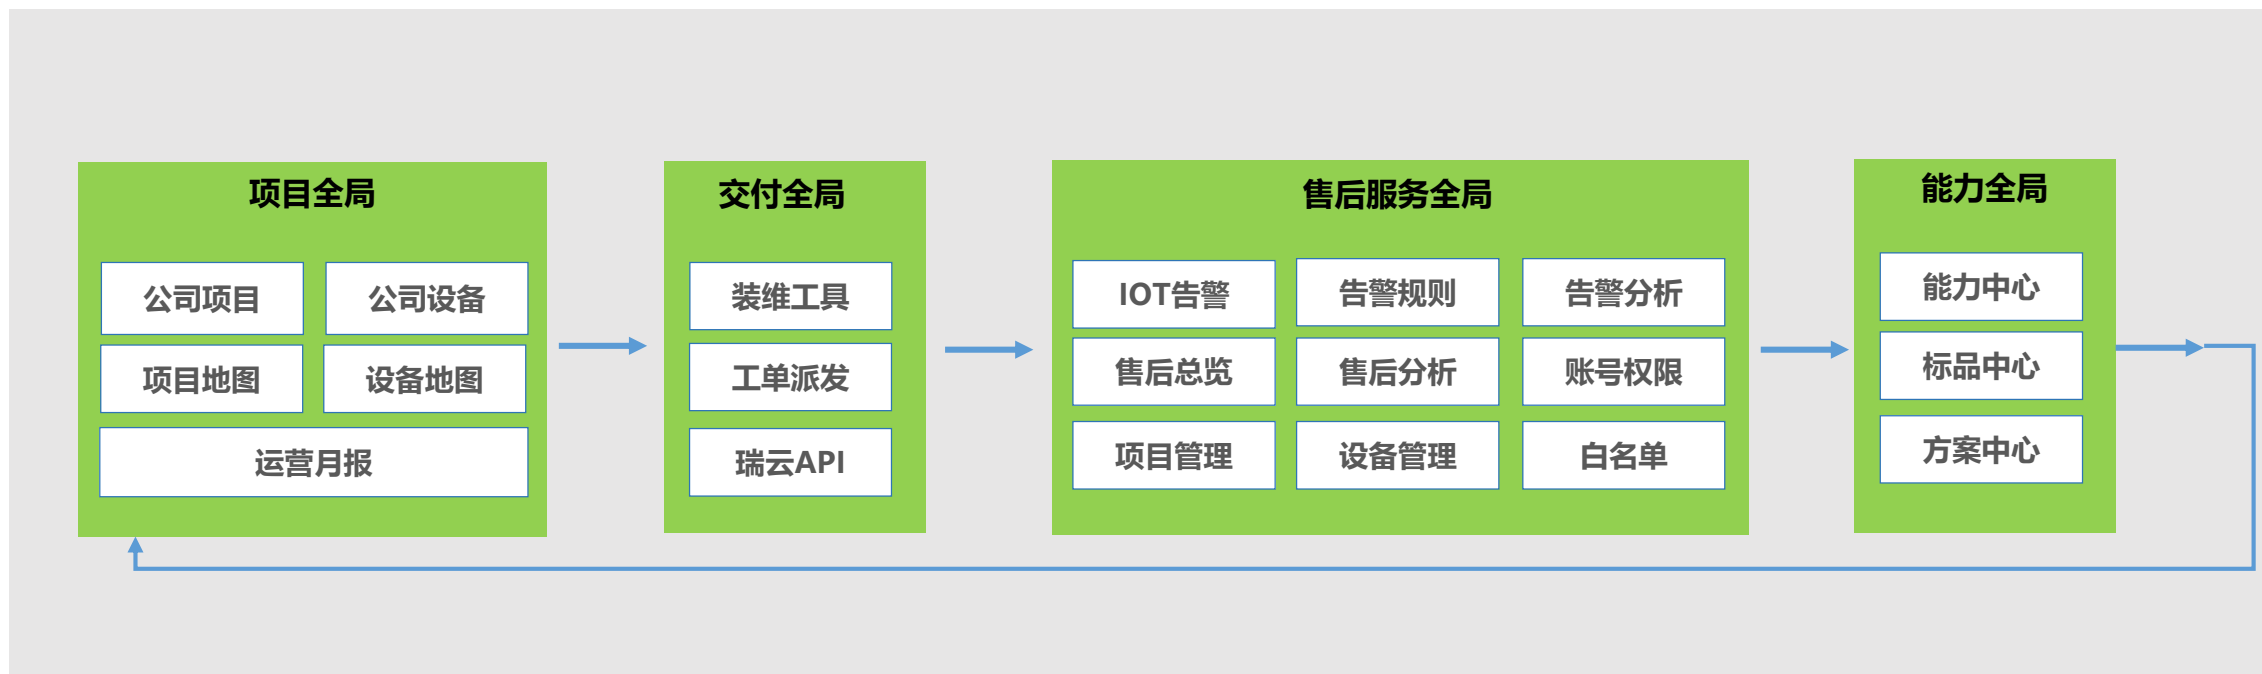 项目全局
公司项目
公司设备
项目地图
设备地图
运营月报
交付全局
装维工具
工单派发
瑞云API
售后服务全局
IOT告警
告警规则
告警分析
售后总览
售后分析
账号权限
项目管理
设备管理
白名单
能力全局
能力中心
标品中心
方案中心